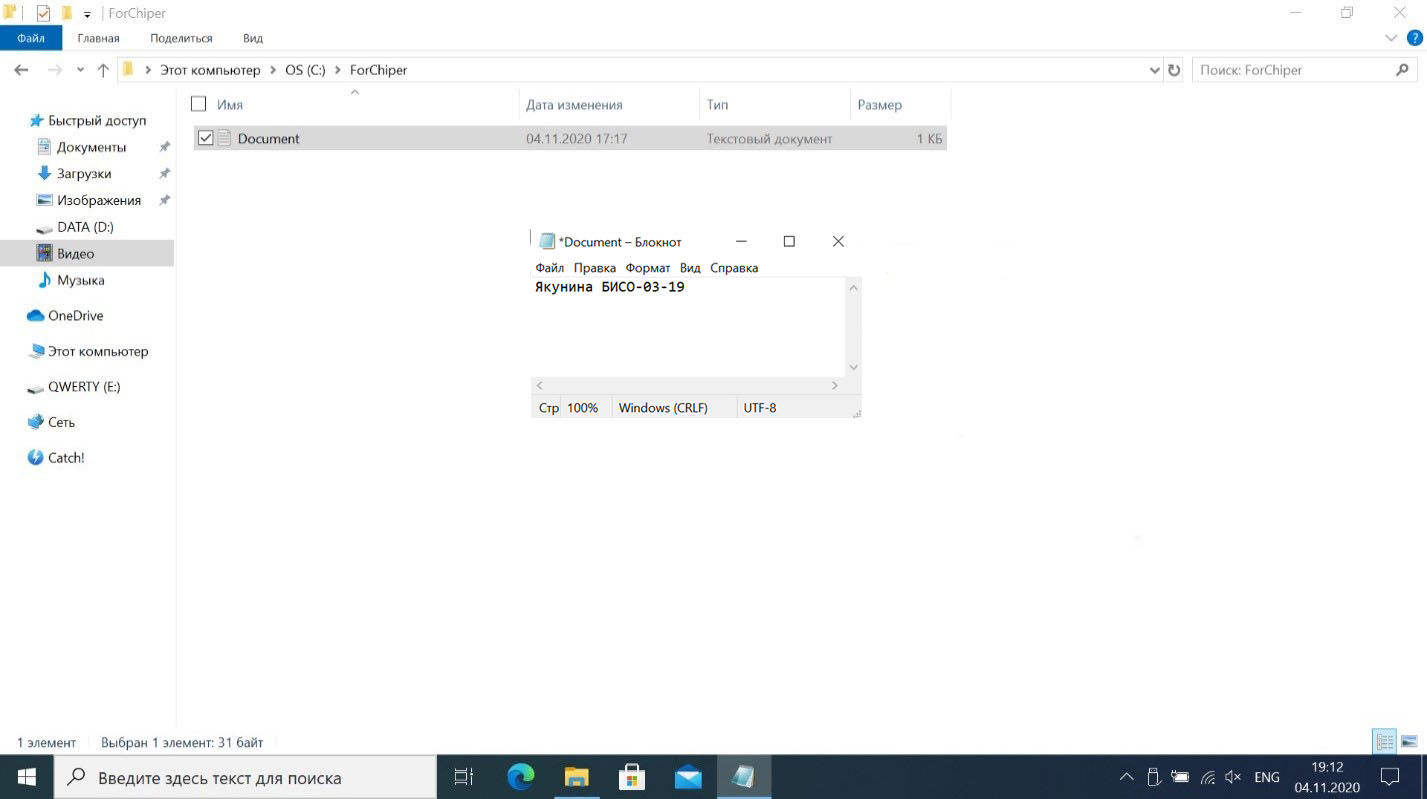 ForChiper
Файл Главная Поделиться Вид
Этот компьютер OS (C:) ForChiper
Поиск: ForChiper
Имя Дата изменения Тип Размер
Document 04.11.2020 17:17 Текстовый документ 1 КБ
Быстрый доступ
Документы
Загрузки
Изображения
DATA (D:)
Видео
Музыка
OneDrive
Этот компьютер
QWERTY (E:)
Сеть
Catch!
*Document – Блокнот
Файл Правка Формат Вид Справка
Якунина БИСО-03-19
Стр 100% Windows (CRLF) UTF-8
1 элемент Выбран 1 элемент: 31 байт
Введите здесь текст для поиска
ENG
19:12
04.11.2020